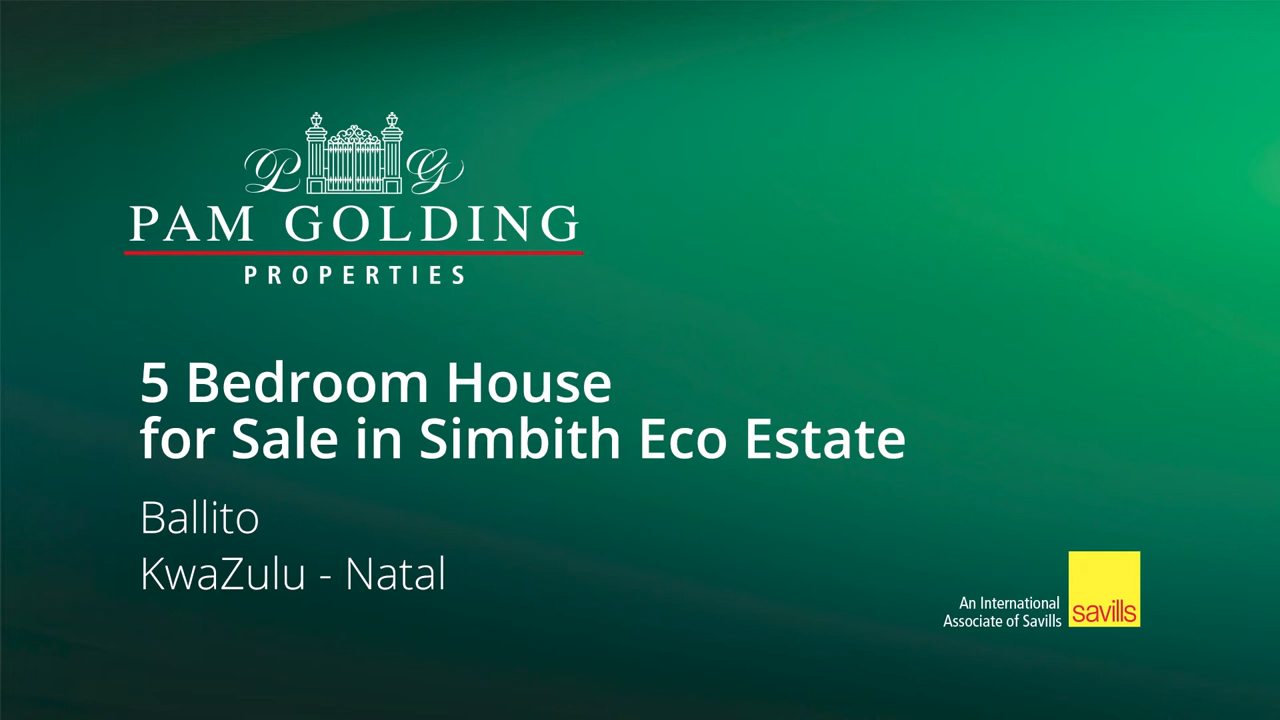 P G
PAM GOLDING
PROPERTIES
5 Bedroom House
for Sale in Simbith Eco Estate
Ballito
KwaZulu - Natal
An International
Associate of Savills
savills